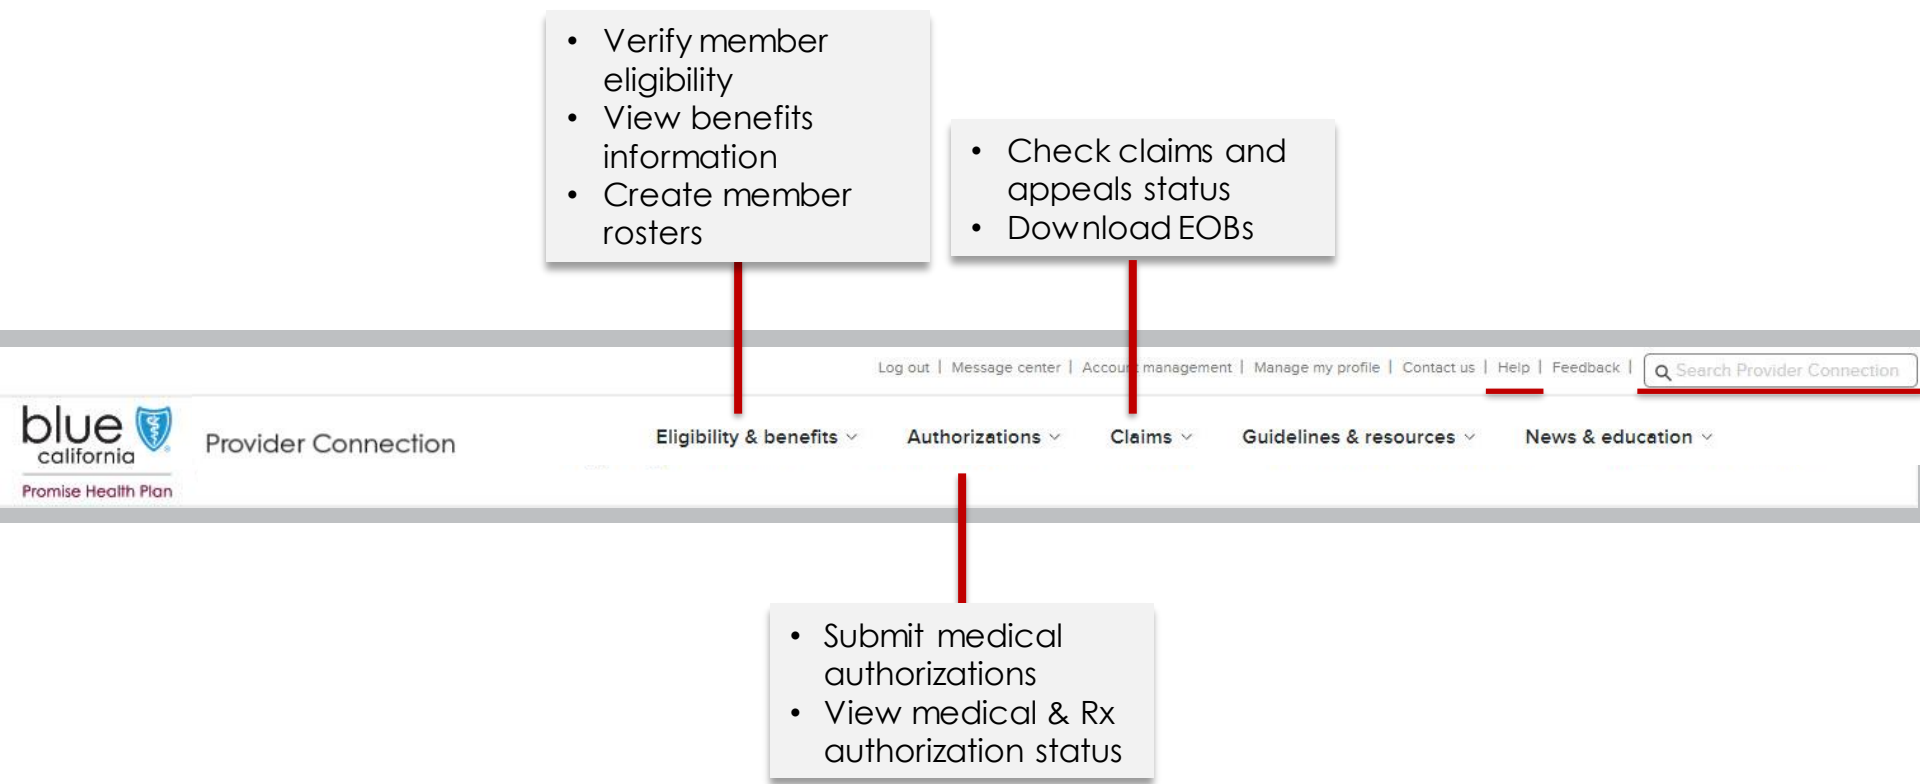 • Verify member
eligibility
• View benefits
information
• Create member
rosters
• Check claims and
appeals status
• Download EOBs
Log out | Message center | Account management | Manage my profile | Contact us | Help | Feedback | Search Provider Connection
blue
california
Promise Health Plan
Provider Connection
Eligibility & benefits Authorizations Claims Guidelines & resources News & education
• Submit medical
authorizations
• View medical & Rx
authorization status